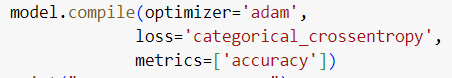 model.compile(optimizer='adam',
loss='categorical_crossentropy',
metrics=['accuracy'])